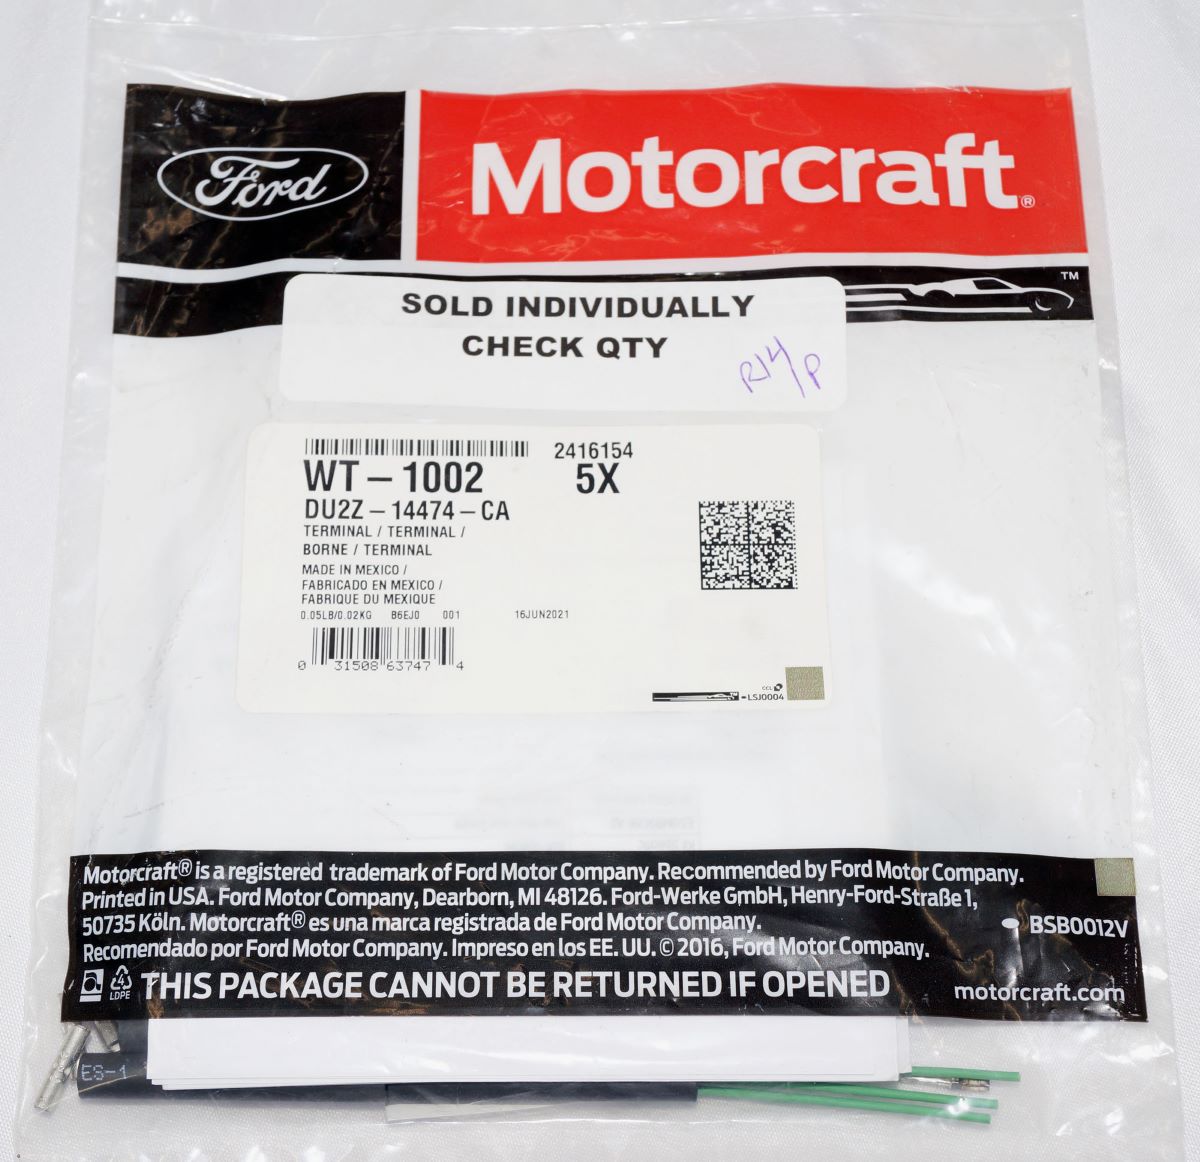 Ford
Motorcraft®
TM
SOLD INDIVIDUALLY
CHECK QTY
R14/P
2416154
WT-1002 5X
DU2Z-14474-CA
TERMINAL / TERMINAL /
BORNE / TERMINAL
MADE IN MEXICO /
FABRICADO EN MEXICO /
FABRIQUE DU MEXIQUE
0.05LB/0.02KG B6EJ0 001 16JUN2021
0 31508 63747 4
CCL
-LSJ0004
Motorcraft® is a registered trademark of Ford Motor Company. Recommended by Ford Motor Company.
Printed in USA. Ford Motor Company, Dearborn, MI 48126. Ford-Werke GmbH, Henry-Ford-Straße 1,
50735 Köln. Motorcraft® es una marca registrada de Ford Motor Company.
BSB0012V
Recomendado por Ford Motor Company. Impreso en los EE. UU. © 2016, Ford Motor Company.
4
LDPE
THIS PACKAGE CANNOT BE RETURNED IF OPENED
motorcraft.com
ES-1